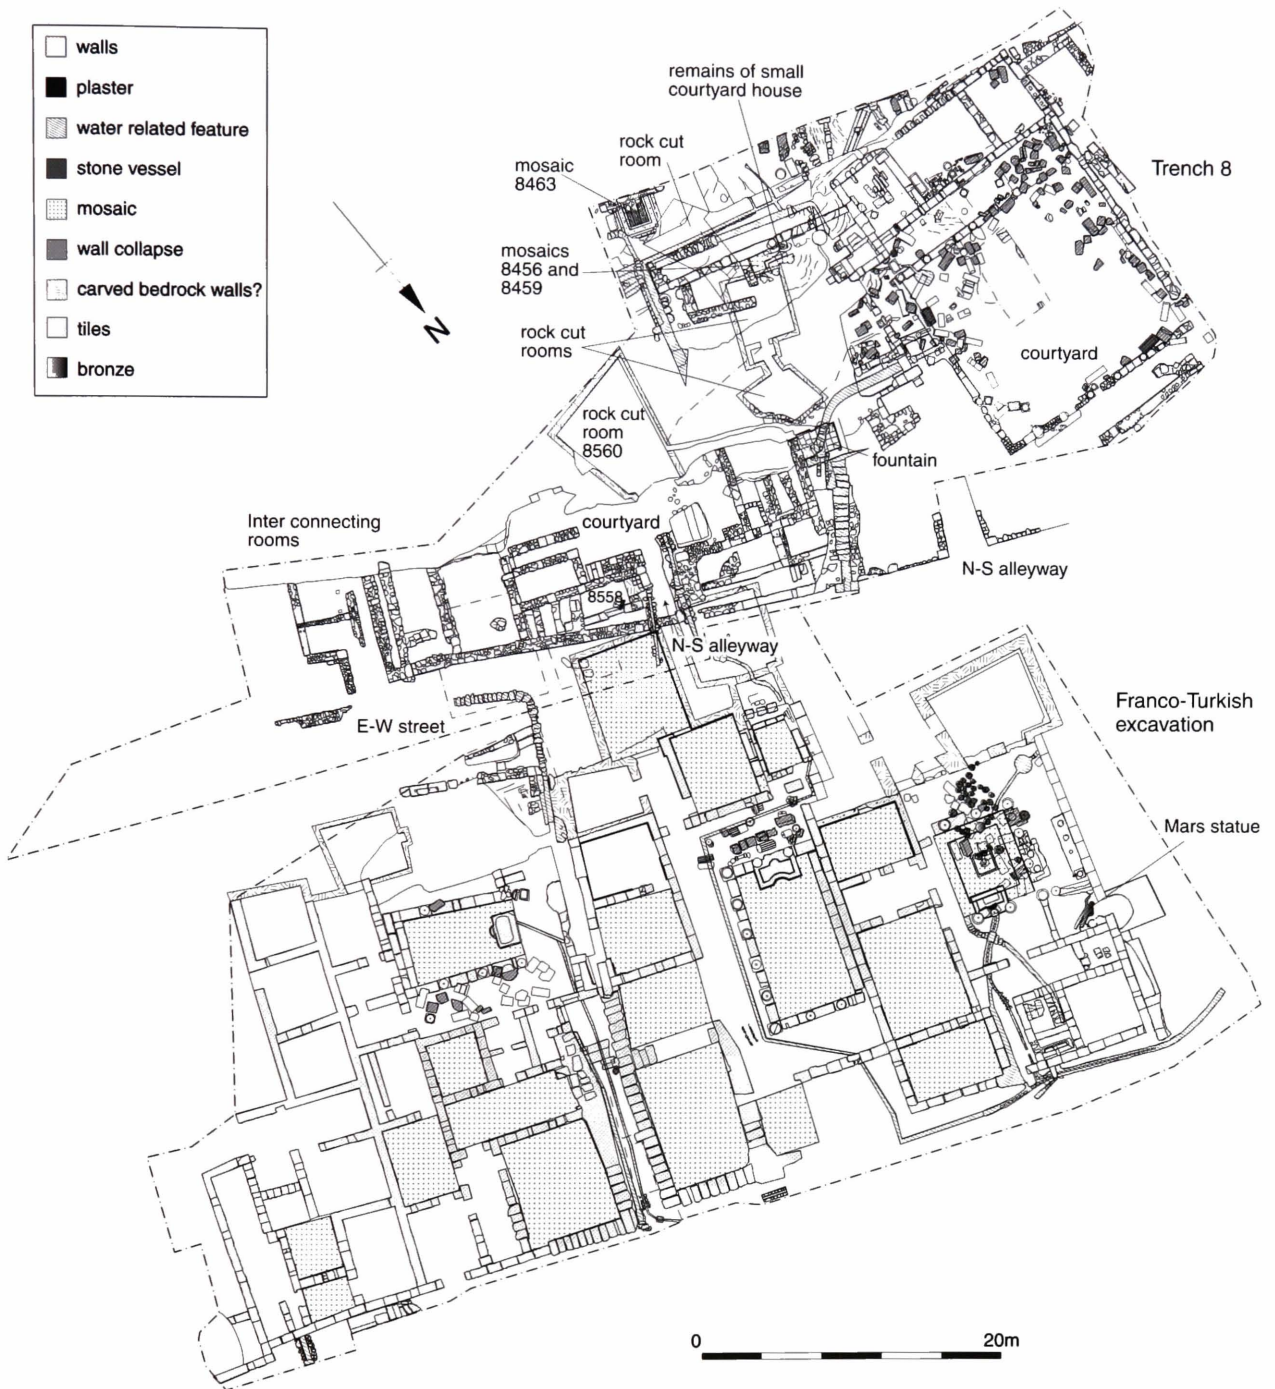 walls
plaster
water related feature
stone vessel
mosaic
wall collapse
carved bedrock walls?
tiles
bronze
N
remains of small
courtyard house
rock cut
room
mosaic
8463
Trench 8
mosaics
8456 and
8459
rock cut
rooms
courtyard
rock cut
room
8560
fountain
Inter connecting
rooms
courtyard
N-S alleyway
8558
N-S alleyway
E-W street
Franco-Turkish
excavation
Mars statue
0
20m